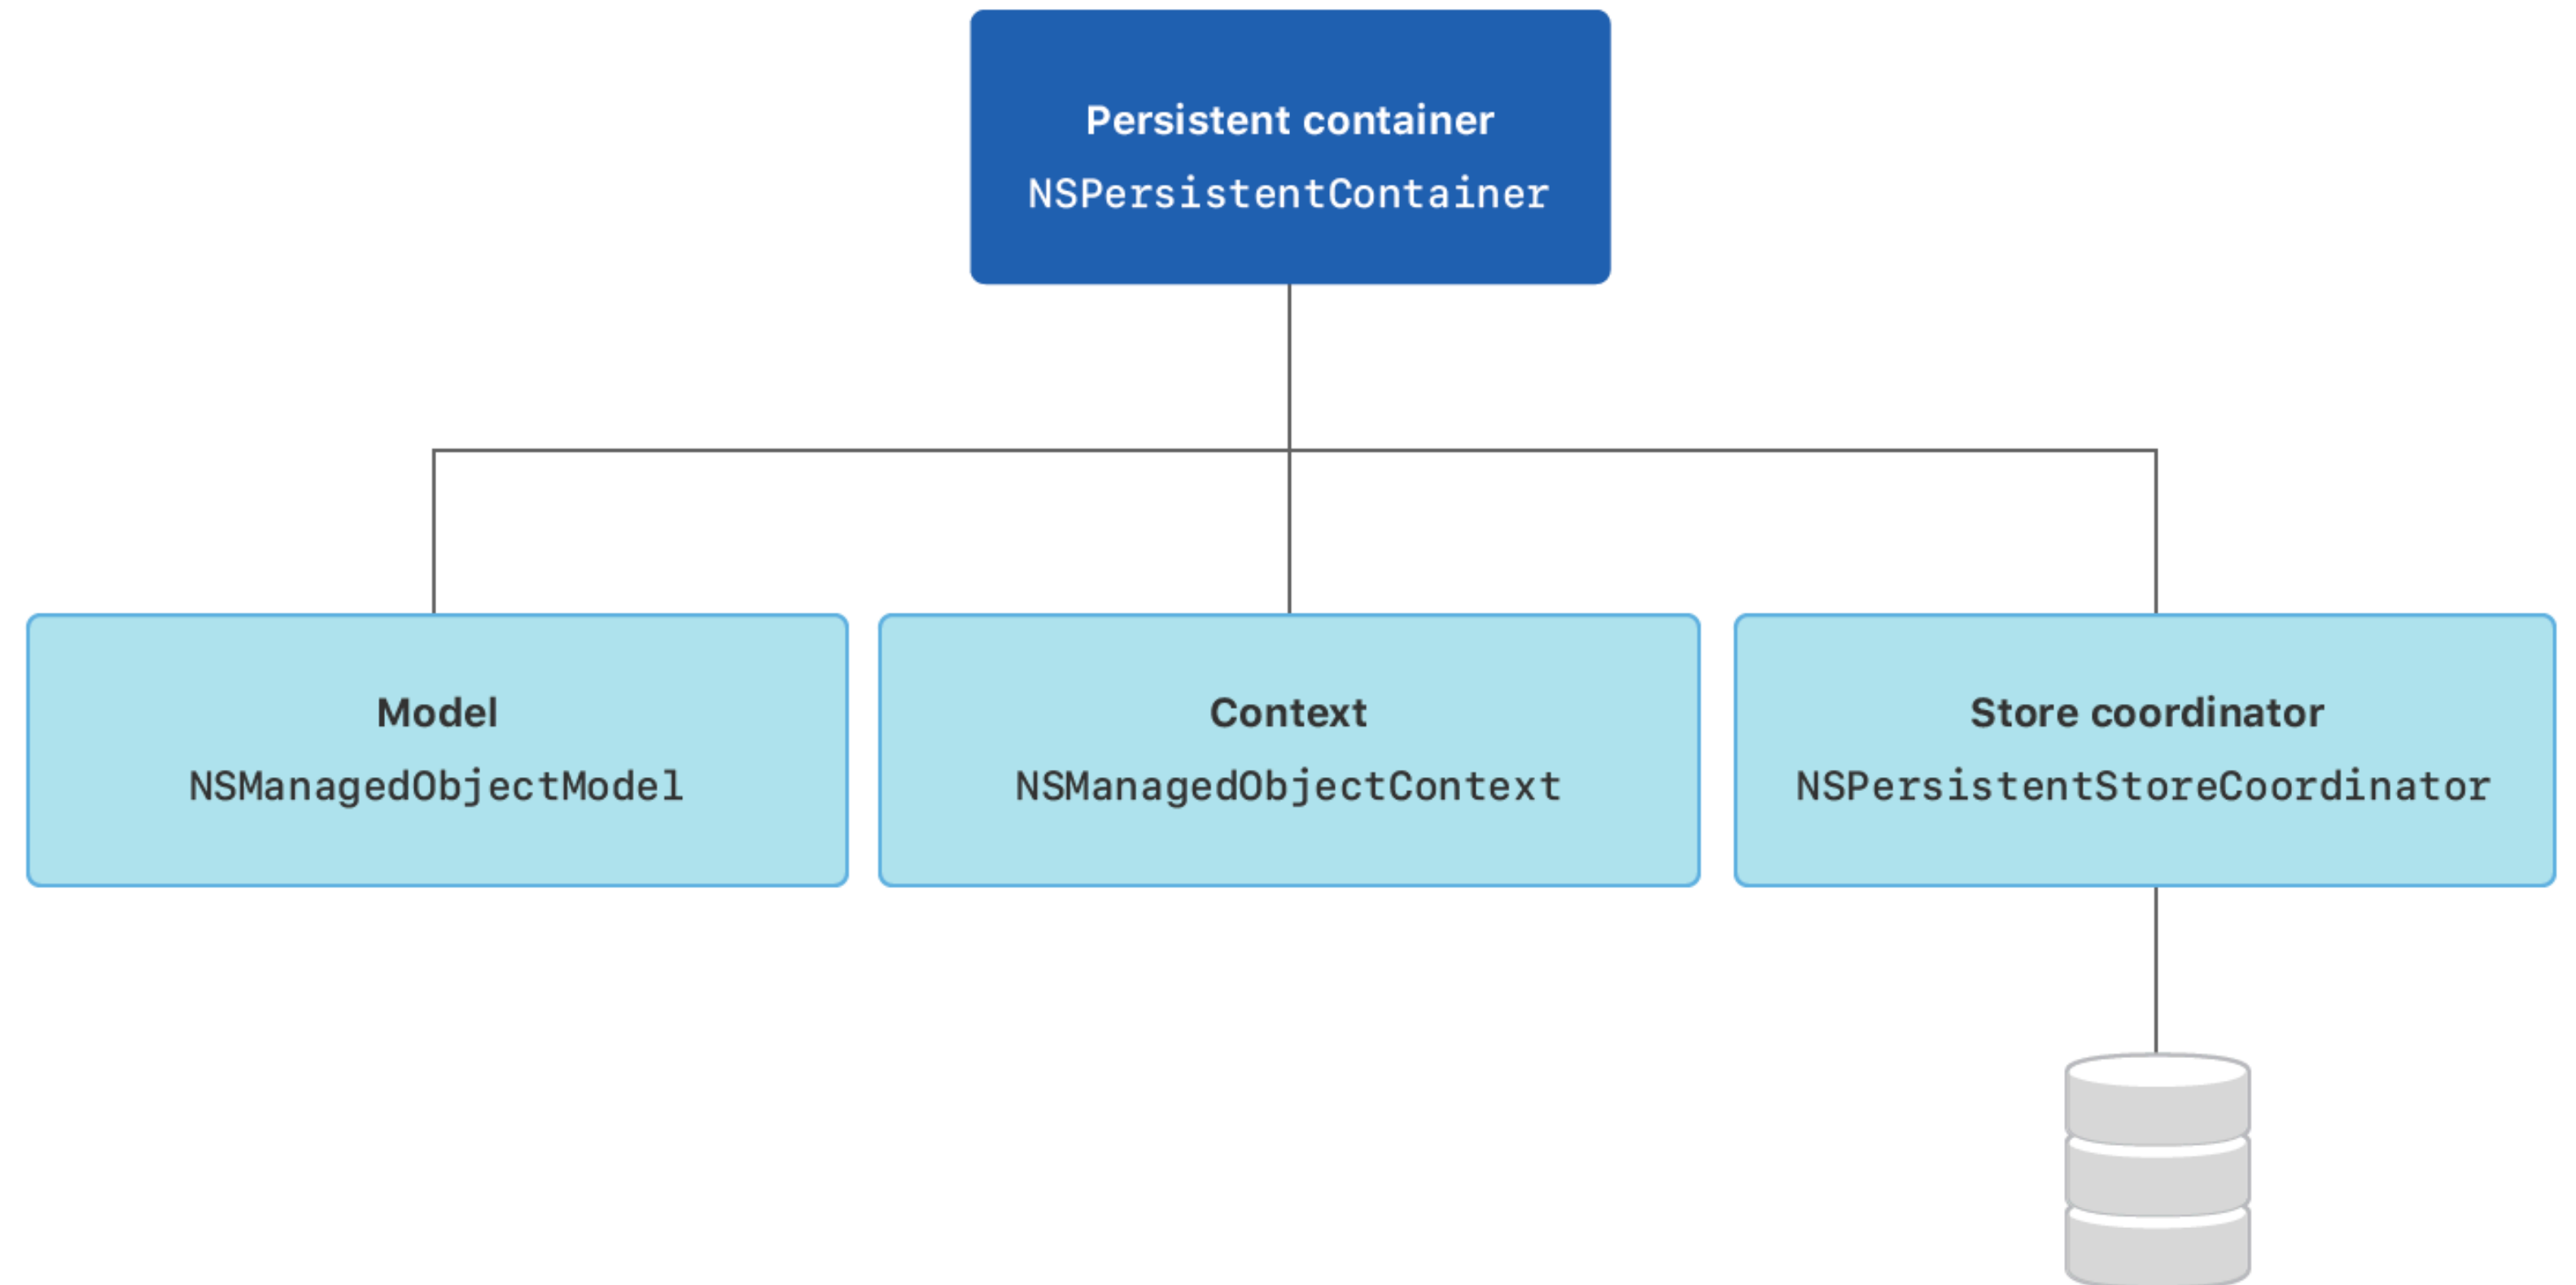 Persistent container
NSPersistentContainer
Model
NSManagedObjectModel
Context
NSManagedObjectContext
Store coordinator
NSPersistentStoreCoordinator